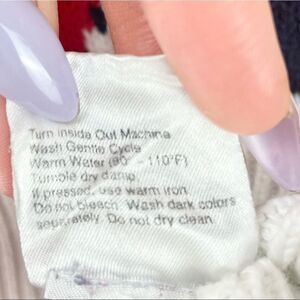 Turn Inside Out Machine
Wash Gentle Cycle
Warm Water (90° - 110°F)
Tumble dry damp
If pressed, use warm iron
Do not bleach. Wash dark colors
separately. Do not dry clean